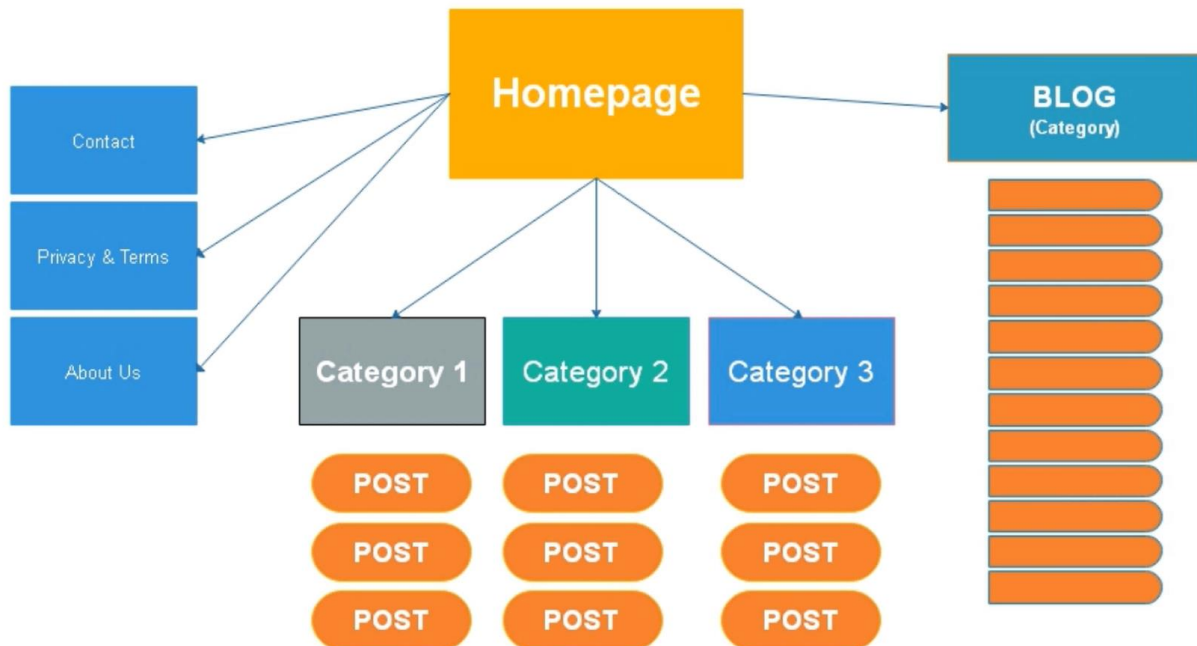 Homepage
BLOG
(Category)
Contact
Privacy & Terms
About Us
Category 1
Category 2
Category 3
POST
POST
POST
POST
POST
POST
POST
POST
POST